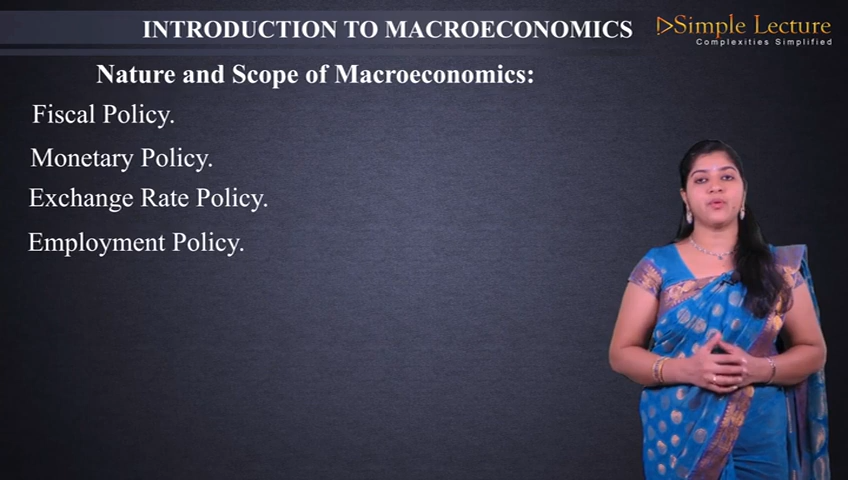 INTRODUCTION TO MACROECONOMICS
Simple Lecture
Complexities Simplified
Nature and Scope of Macroeconomics:
Fiscal Policy.
Monetary Policy.
Exchange Rate Policy.
Employment Policy.